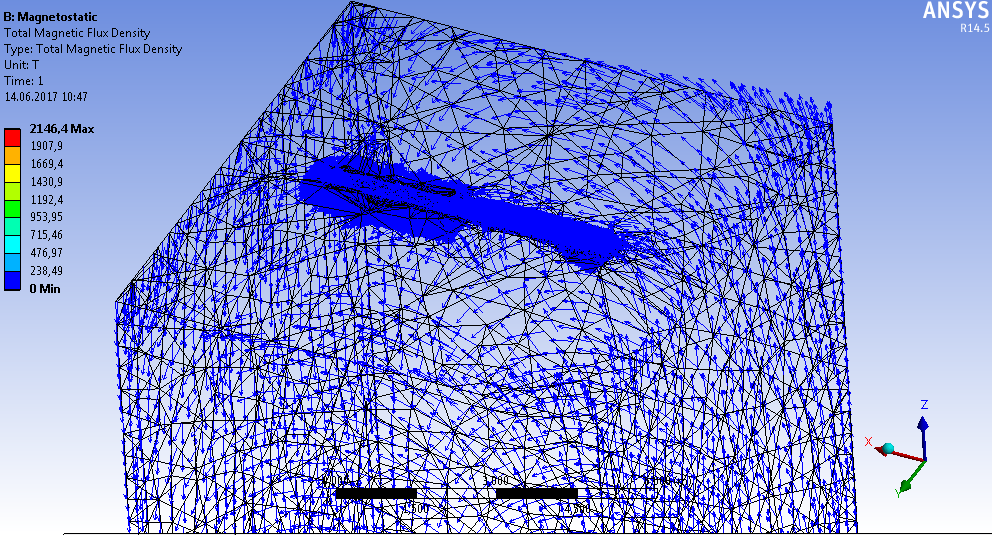 B: Magnetostatic
Total Magnetic Flux Density
Type: Total Magnetic Flux Density
Unit: T
Time: 1
14.06.2017 10:47
2146,4 Max
1907,9
1669,4
1430,9
1192,4
953,95
715,46
476,97
238,49
0 Min
ANSYS
R14.5
Z
X
Y